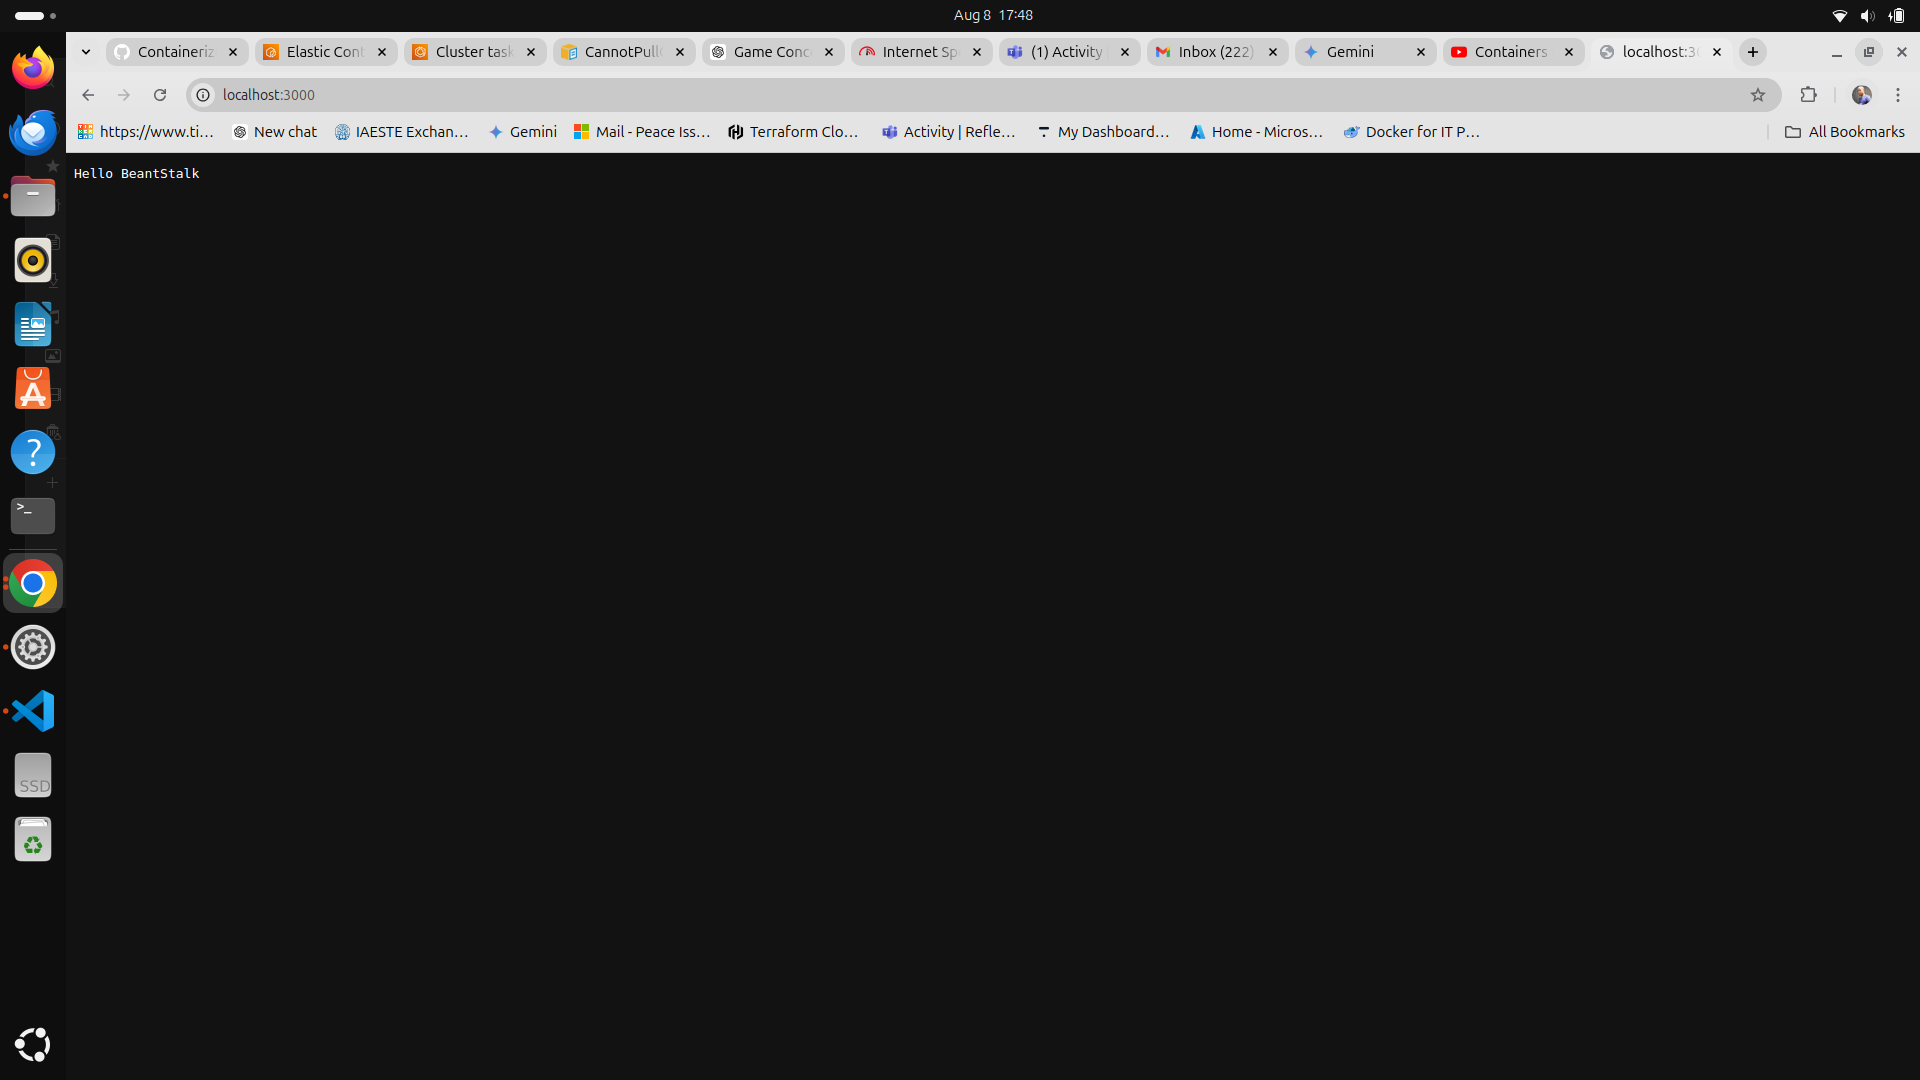 Aug 8 17:48
Containeriz
Elastic Cont
Cluster task
CannotPull
Game Conc
Internet Sp
(1) Activity
Inbox (222)
Gemini
Containers
localhost:30
localhost:3000
https://www.ti...
New chat
IAESTE Exchan...
Gemini
Mail - Peace Iss...
Terraform Clo...
Activity | Refle...
My Dashboard...
Home - Micros...
Docker for IT P...
All Bookmarks
Hello BeantStalk
>_
SSD